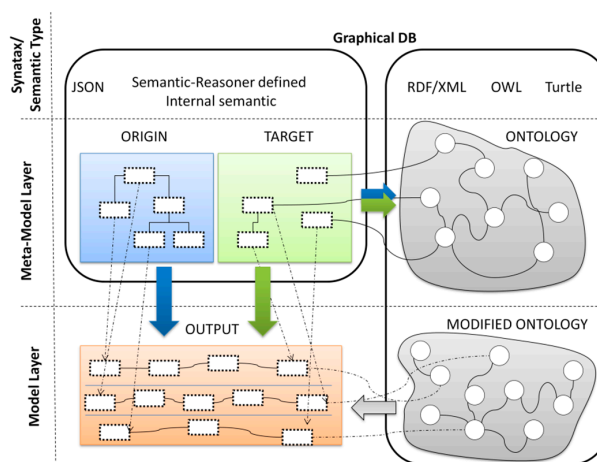 Graphical DB
Synatax/
Semantic Type
JSON
Semantic-Reasoner defined
Internal semantic
RDF/XML OWL Turtle
Meta-Model Layer
ORIGIN
TARGET
ONTOLOGY
Model Layer
OUTPUT
MODIFIED ONTOLOGY